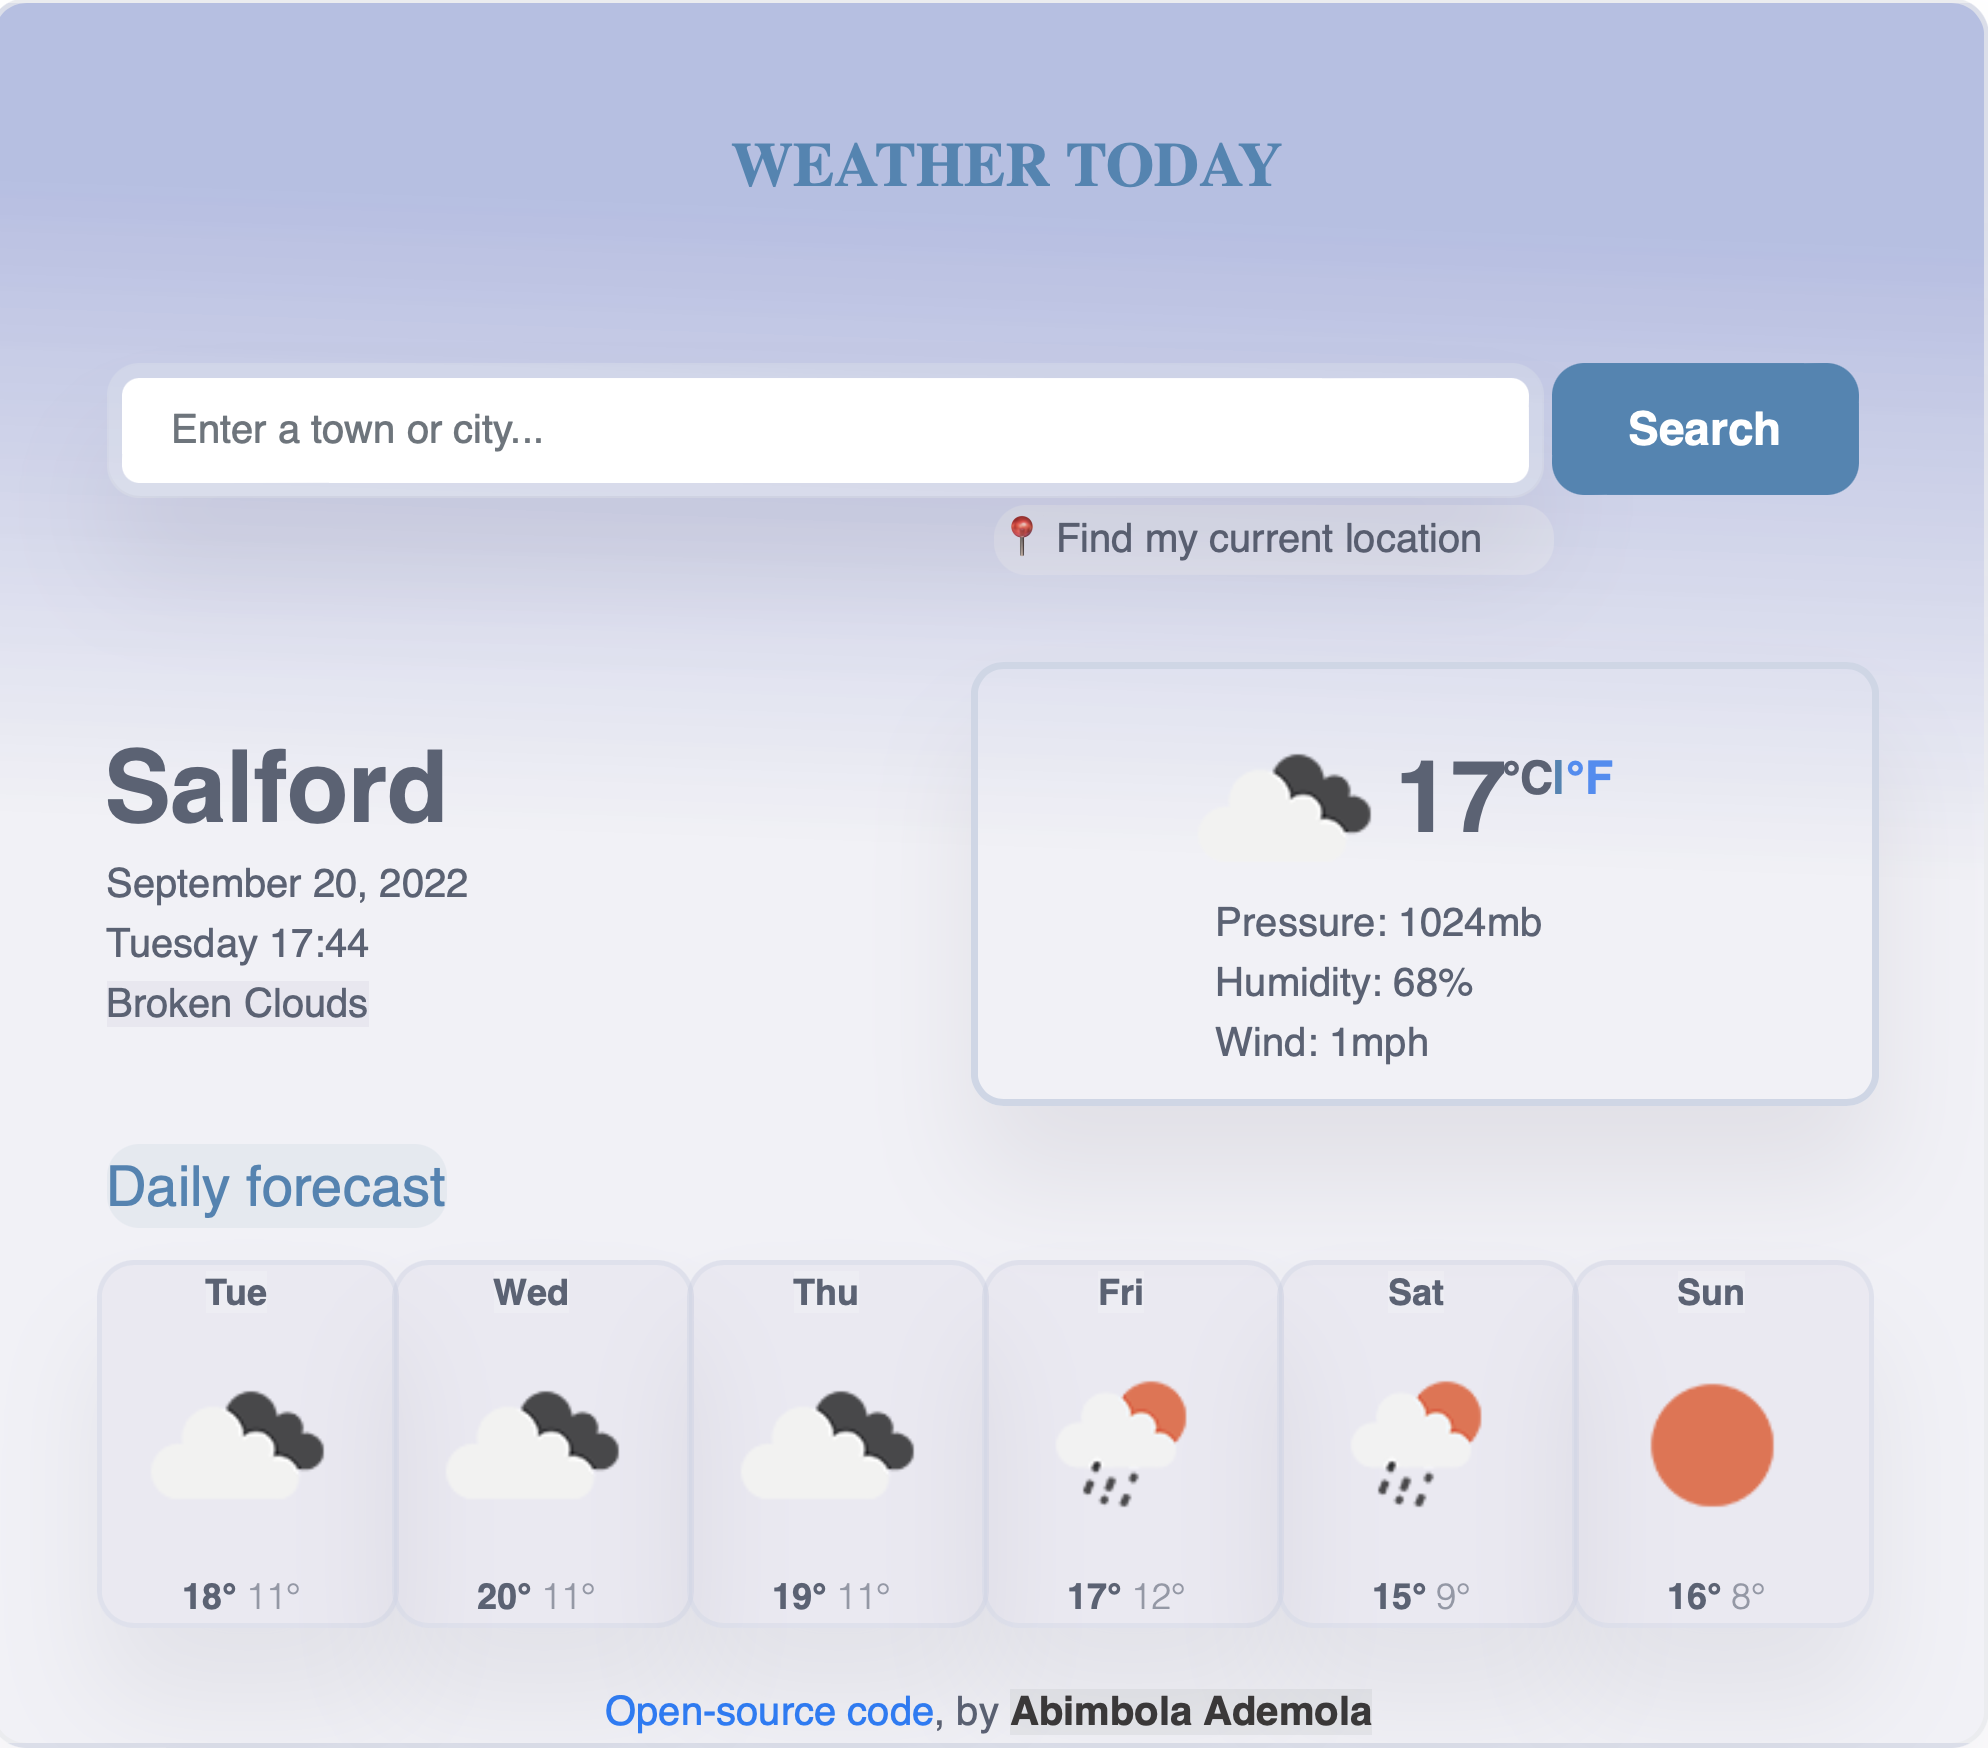 WEATHER TODAY
Enter a town or city...
Search
Find my current location
Salford
September 20, 2022
Tuesday 17:44
Broken Clouds
17°C|°F
Pressure: 1024mb
Humidity: 68%
Wind: 1mph
Daily forecast
Tue Wed Thu Fri Sat Sun
18° 11° 20° 11° 19° 11° 17° 12° 15° 9° 16° 8°
Open-source code, by Abimbola Ademola